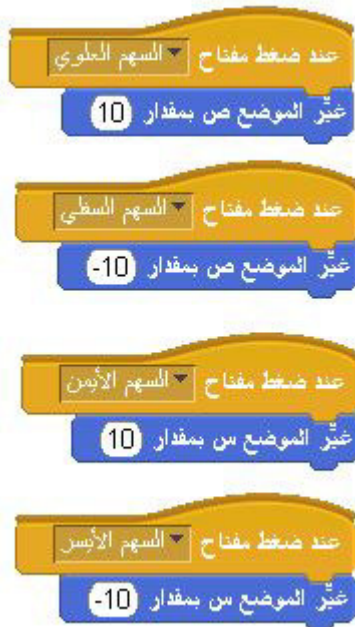 عند ضغط مفتاح السهم العلوي
غيِّر الموضع ص بمقدار 10
عند ضغط مفتاح السهم السفلي
غيِّر الموضع ص بمقدار -10
عند ضغط مفتاح السهم الأيمن
غيِّر الموضع س بمقدار 10
عند ضغط مفتاح السهم الأيسر
غيِّر الموضع س بمقدار -10